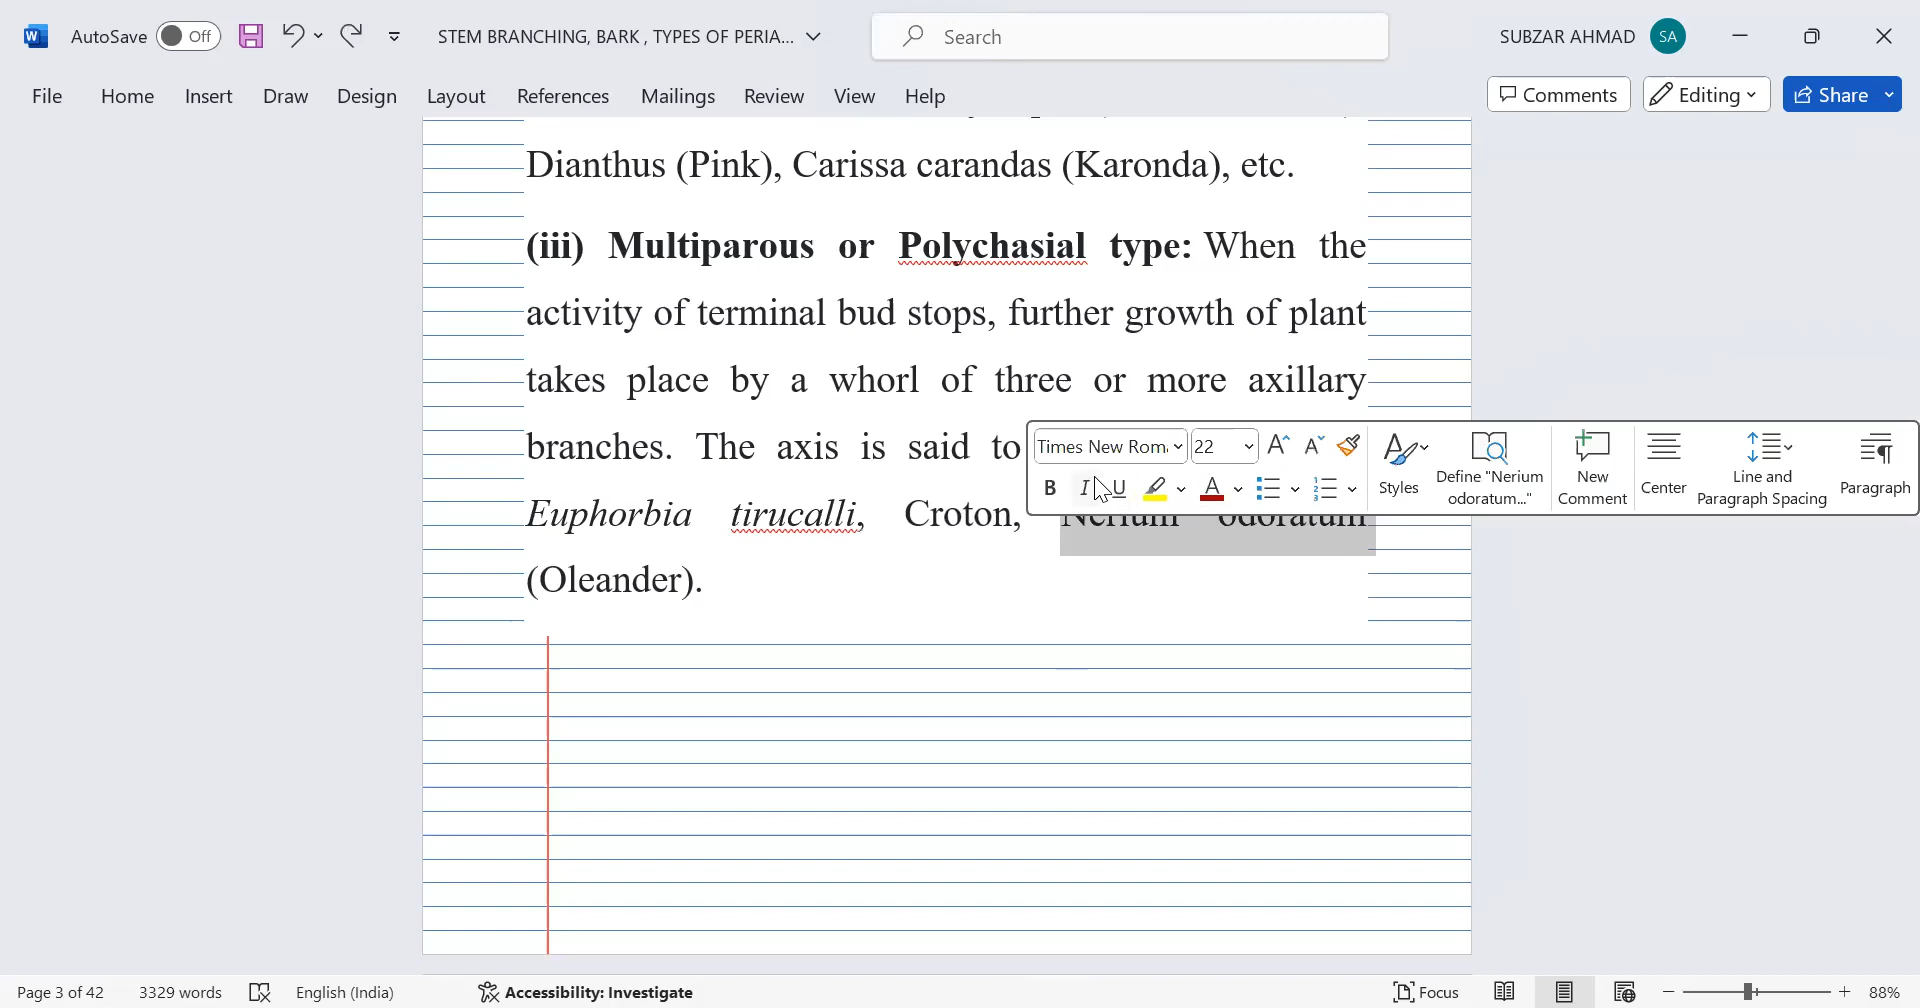 AutoSave Off STEM BRANCHING, BARK , TYPES OF PERIA... Search SUBZAR AHMAD SA
File Home Insert Draw Design Layout References Mailings Review View Help Comments Editing Share
Dianthus (Pink), Carissa carandas (Karonda), etc.
(iii) Multiparous or Polychasial type: When the
activity of terminal bud stops, further growth of plant
takes place by a whorl of three or more axillary
branches. The axis is said to
Times New Rom. 22
B I U Styles Define "Nerium odoratum..." New Comment Center Line and Paragraph Spacing Paragraph
Euphorbia tirucalli, Croton, Nerium odoratum
(Oleander).
Page 3 of 42 3329 words English (India) Accessibility: Investigate Focus 88%